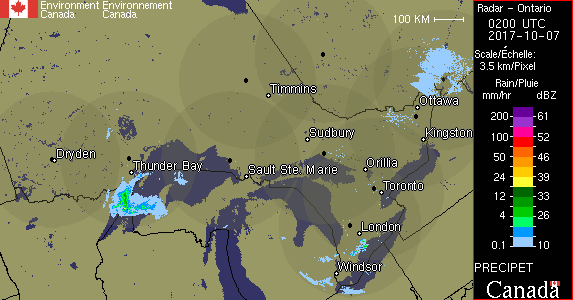 Environment Environnement
Canada Canada
100 KM
Timmins
Ottawa
Sudbury
Kingston
Dryden
Thunder Bay
Sault Ste. Marie
Orillia
Toronto
London
Windsor
Radar - Ontario
0200 UTC
2017-10-07
Scale/Échelle:
3.5 km/Pixel
Rain/Pluie
mm/hr dBZ
200 61
100 52
50 46
24 39
12 33
4 26
0.1 10
PRECIPET
Canada